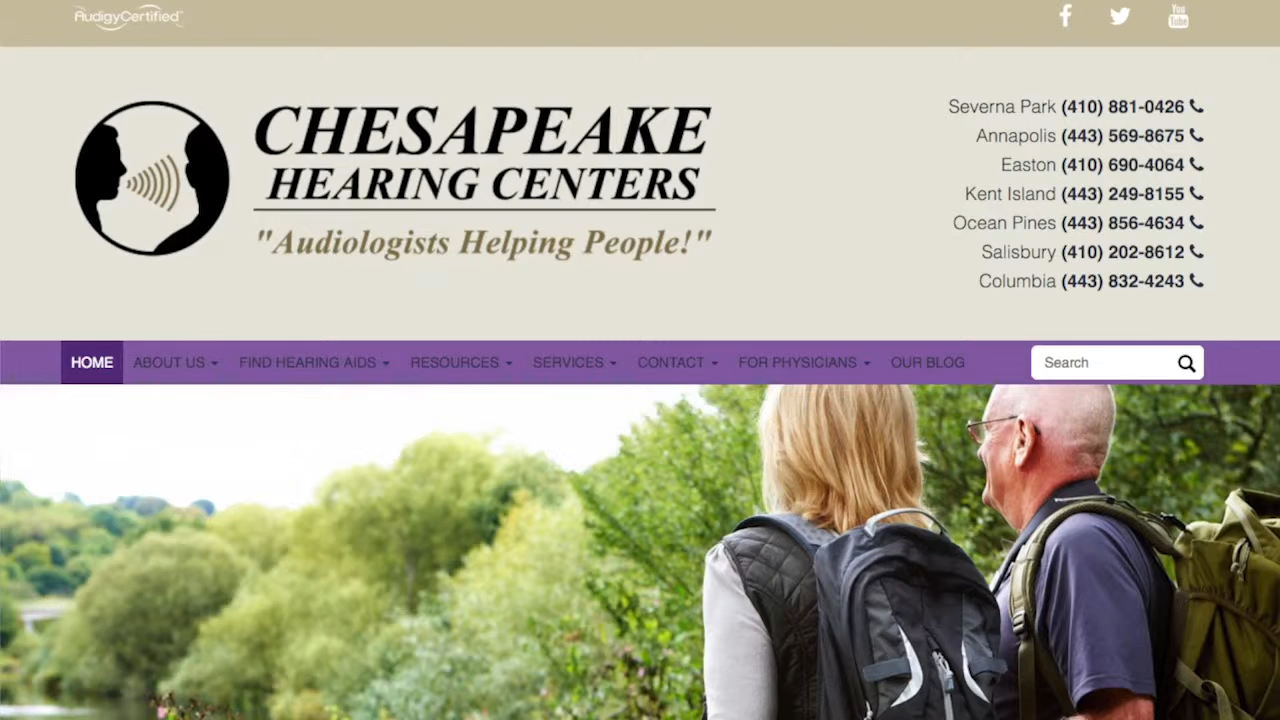 AudigyCertified
You
Tube
CHESAPEAKE
HEARING CENTERS
"Audiologists Helping People!"
Severna Park (410) 881-0426
Annapolis (443) 569-8675
Easton (410) 690-4064
Kent Island (443) 249-8155
Ocean Pines (443) 856-4634
Salisbury (410) 202-8612
Columbia (443) 832-4243
HOME ABOUT US FIND HEARING AIDS RESOURCES SERVICES CONTACT FOR PHYSICIANS OUR BLOG Search